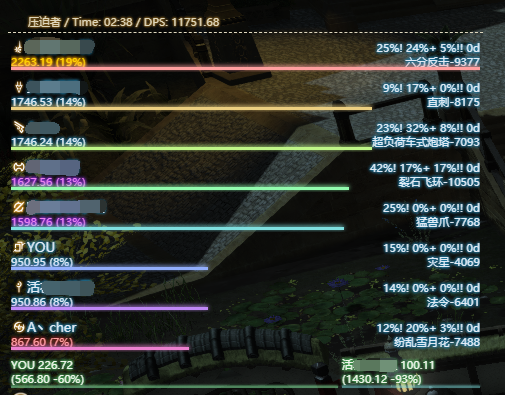 压迫者 / Time: 02:38 / DPS: 11751.68
25%! 24%+ 5%!! 0d
2263.19 (19%) 六分反击-9377
9%! 17%+ 0%!! 0d
1746.53 (14%) 直刺-8175
23%! 32%+ 8%!! 0d
1746.24 (14%) 超负荷车式炮塔-7093
42%! 17%+ 17%!! 0d
1627.56 (13%) 裂石飞环-10505
25%! 0%+ 0%!! 0d
1598.76 (13%) 猛兽爪-7768
YOU 15%! 0%+ 0%!! 0d
950.95 (8%) 灾星-4069
活 14%! 0%+ 0%!! 0d
950.86 (8%) 法令-6401
A丶cher 12%! 20%+ 3%!! 0d
867.60 (7%) 纷乱雪月花-7488
YOU 226.72 活 100.11
(566.80 -60%) (1430.12 -93%)